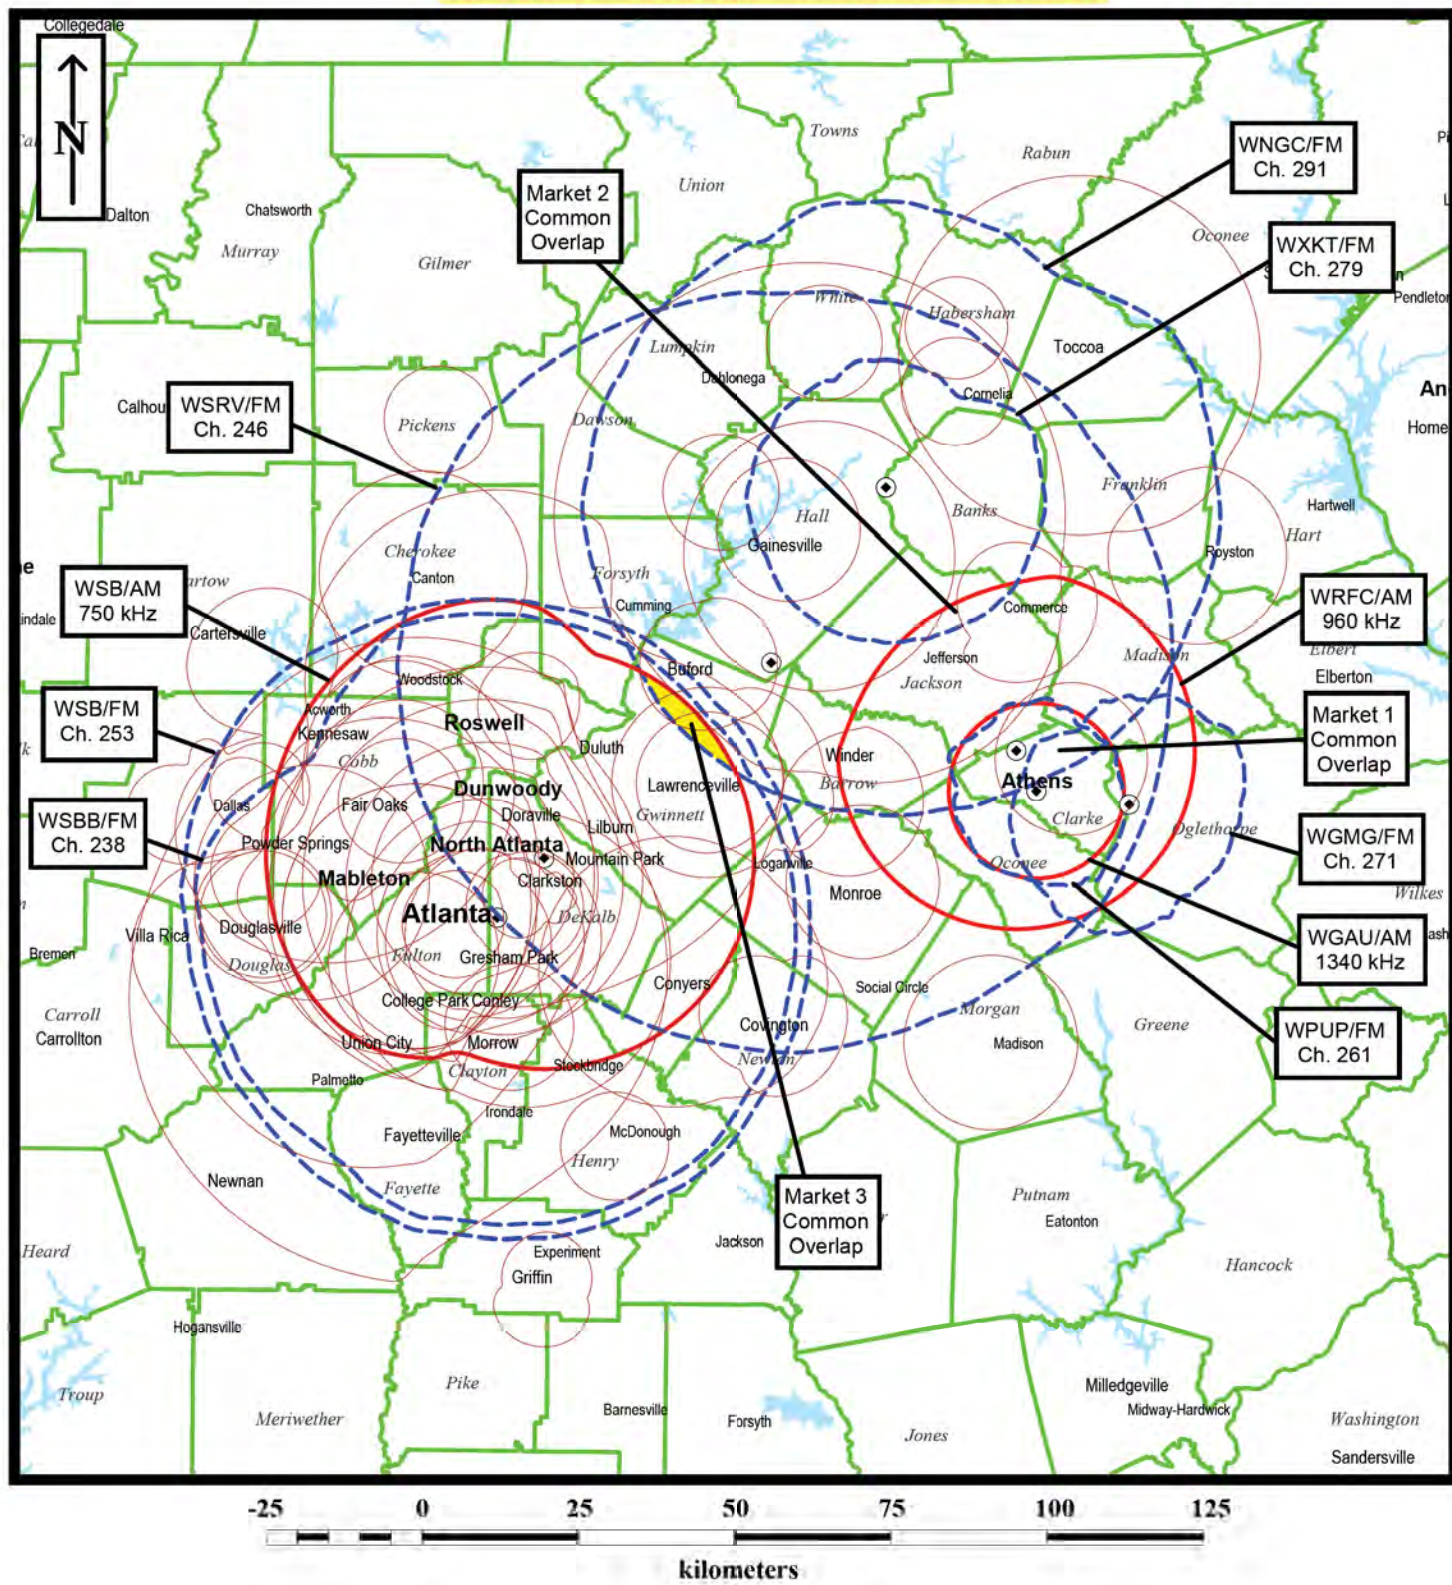 Collegedale
N
Dalton
Chatsworth
Murray
Gilmer
Union
Towns
Rabun
Oconee
Pendleton
Market 2
Common
Overlap
WNGC/FM
Ch. 291
WXKT/FM
Ch. 279
White
Habersham
Toccoa
Lumpkin
Dahlonega
Cornelia
An
Home
Calhou
WSRV/FM
Ch. 246
Pickens
Dawson
Franklin
Hartwell
Hart
Royston
Hall
Gainesville
Banks
Cherokee
Canton
Forsyth
Cumming
Commerce
WSB/AM
750 kHz
artow
Cartersville
WRFC/AM
960 kHz
Elbert
Elberton
Madison
Jefferson
Jackson
Buford
Woodstock
Acworth
Kennesaw
Roswell
Cobb
Duluth
WSB/FM
Ch. 253
Market 1
Common
Overlap
Winder
Barrow
Athens
Clarke
Oglethorpe
Oconee
Lawrenceville
Gwinnett
Dunwoody
Doraville
Lilburn
Dallas
Fair Oaks
WSBB/FM
Ch. 238
Powder Springs
North Atlanta
Mountain Park
Clarkston
Mableton
Loganville
Monroe
WGMG/FM
Ch. 271
Wilkes
Atlanta
DeKalb
Villa Rica
Douglasville
Bremen
Douglas
Fulton
Gresham Park
WGAU/AM
1340 kHz
Conyers
Social Circle
Morgan
Greene
Madison
College Park
Conley
Carroll
Carrollton
Union City
Morrow
Covington
Newton
WPUP/FM
Ch. 261
Clayton
Stockbridge
Palmetto
Irondale
Fayetteville
McDonough
Henry
Newnan
Fayette
Market 3
Common
Overlap
Putnam
Eatonton
Jackson
Heard
Experiment
Griffin
Hancock
Hogansville
Troup
Meriwether
Pike
Barnesville
Forsyth
Jones
Milledgeville
Midway-Hardwick
Washington
Sandersville
-25 0 25 50 75 100 125
kilometers